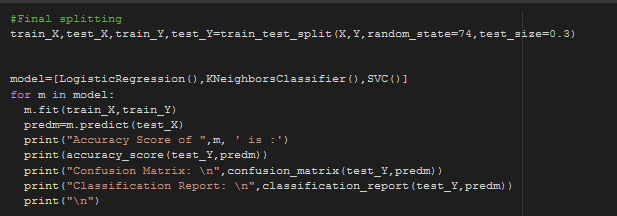 #Final splitting
train_X,test_X,train_Y,test_Y=train_test_split(X,Y,random_state=74,test_size=0.3)
model=[LogisticRegression(),KNeighborsClassifier(),SVC()]
for m in model:
  m.fit(train_X,train_Y)
  predm=m.predict(test_X)
  print("Accuracy Score of ",m, ' is :')
  print(accuracy_score(test_Y,predm))
  print("Confusion Matrix: \n",confusion_matrix(test_Y,predm))
  print("Classification Report: \n",classification_report(test_Y,predm))
  print("\n")